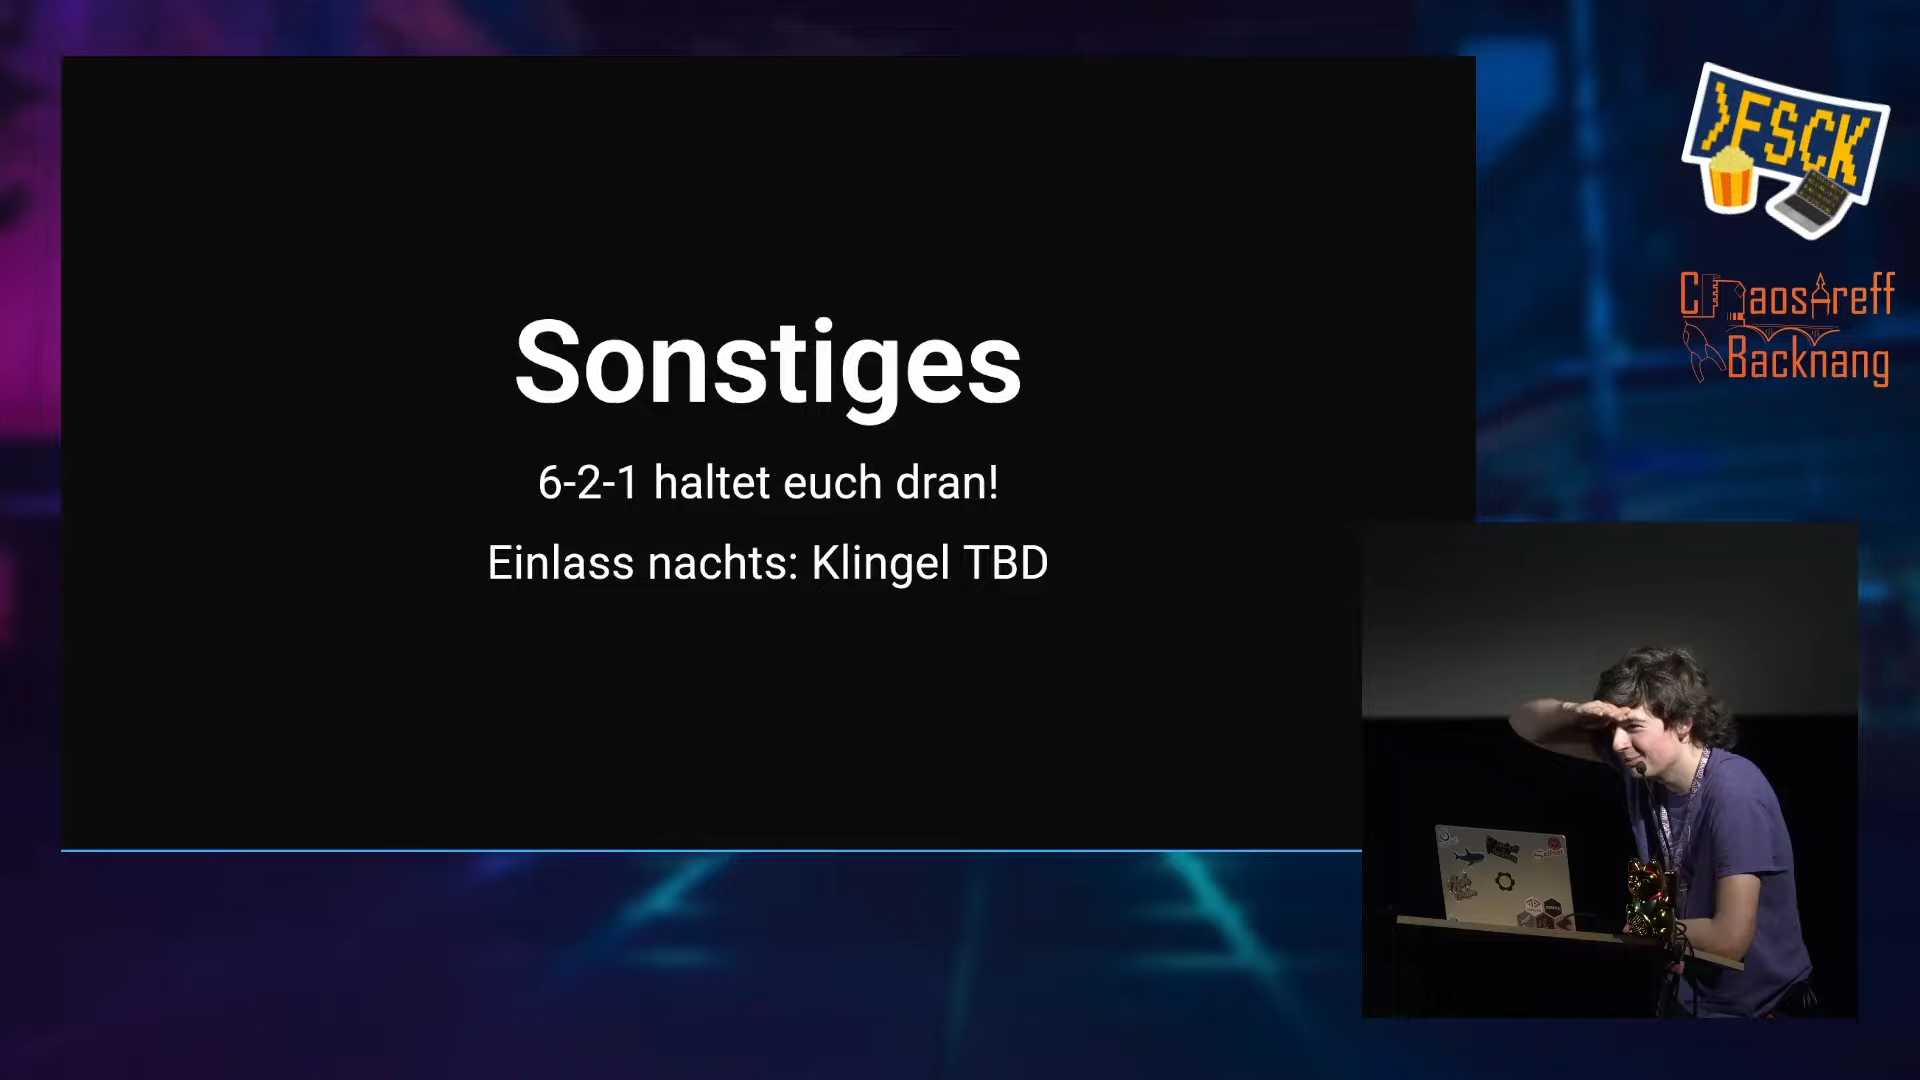 Sonstiges
6-2-1 haltet euch dran!
Einlass nachts: Klingel TBD
>FSCK
ChaosTreff
Backnang